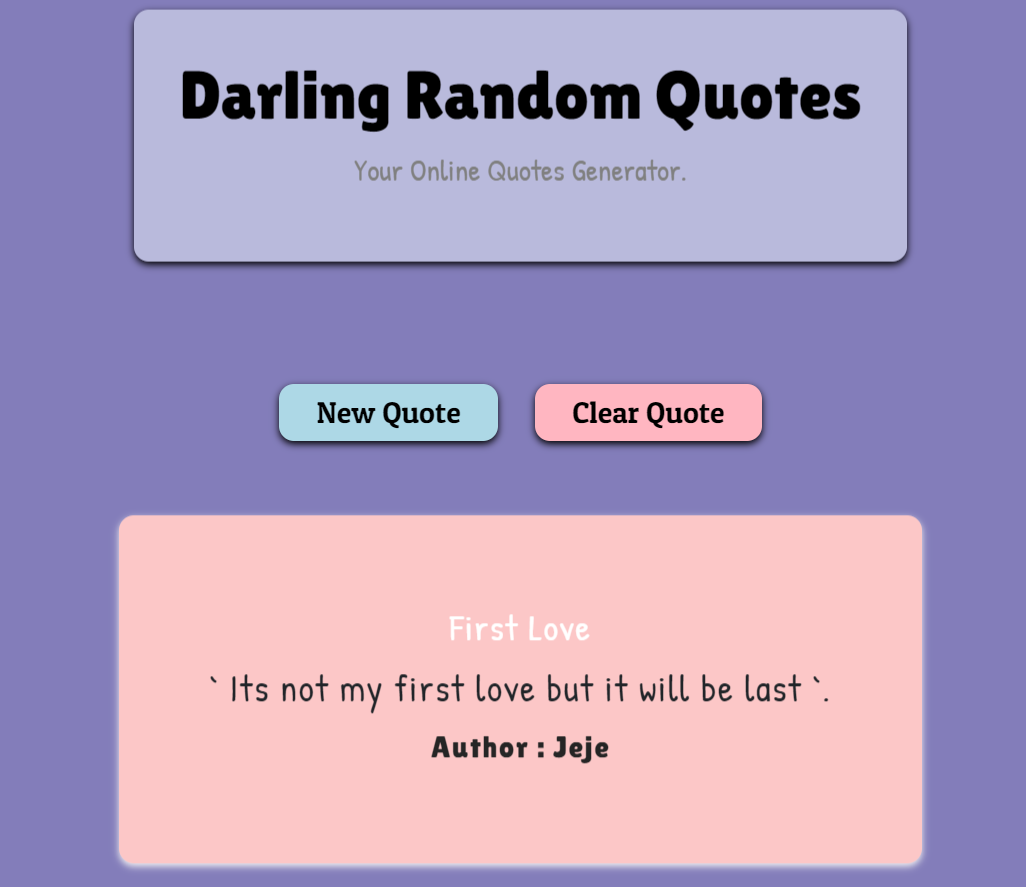 Darling Random Quotes
Your Online Quotes Generator.
New Quote Clear Quote
First Love
` Its not my first love but it will be last `.
Author : Jeje